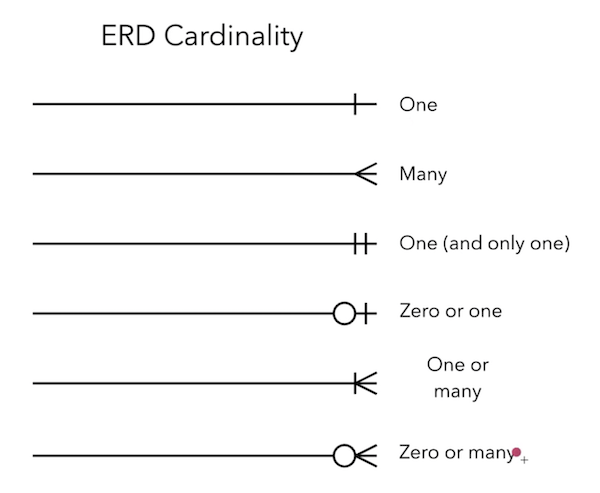 ERD Cardinality
One
Many
One (and only one)
Zero or one
One or
many
Zero or many